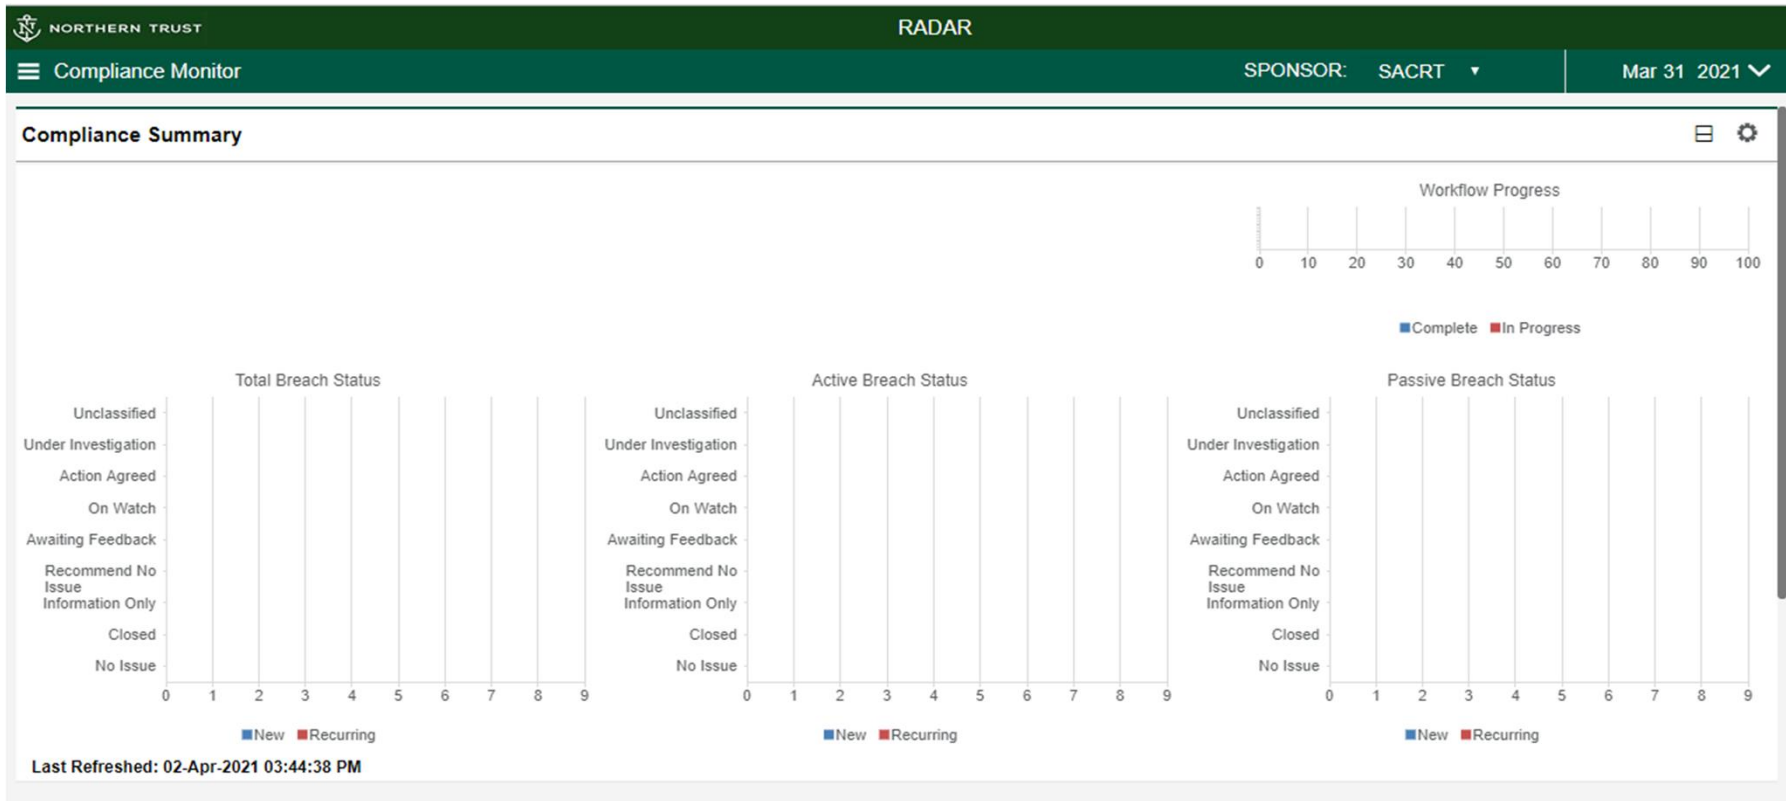 NORTHERN TRUST
RADAR
Compliance Monitor
SPONSOR: SACRT
Mar 31 2021
Compliance Summary
Workflow Progress
0 10 20 30 40 50 60 70 80 90 100
Complete In Progress
Total Breach Status
Unclassified
Under Investigation
Action Agreed
On Watch
Awaiting Feedback
Recommend No
Issue
Information Only
Closed
No Issue
0 1 2 3 4 5 6 7 8 9
New Recurring
Active Breach Status
Unclassified
Under Investigation
Action Agreed
On Watch
Awaiting Feedback
Recommend No
Issue
Information Only
Closed
No Issue
0 1 2 3 4 5 6 7 8 9
New Recurring
Passive Breach Status
Unclassified
Under Investigation
Action Agreed
On Watch
Awaiting Feedback
Recommend No
Issue
Information Only
Closed
No Issue
0 1 2 3 4 5 6 7 8 9
New Recurring
Last Refreshed: 02-Apr-2021 03:44:38 PM